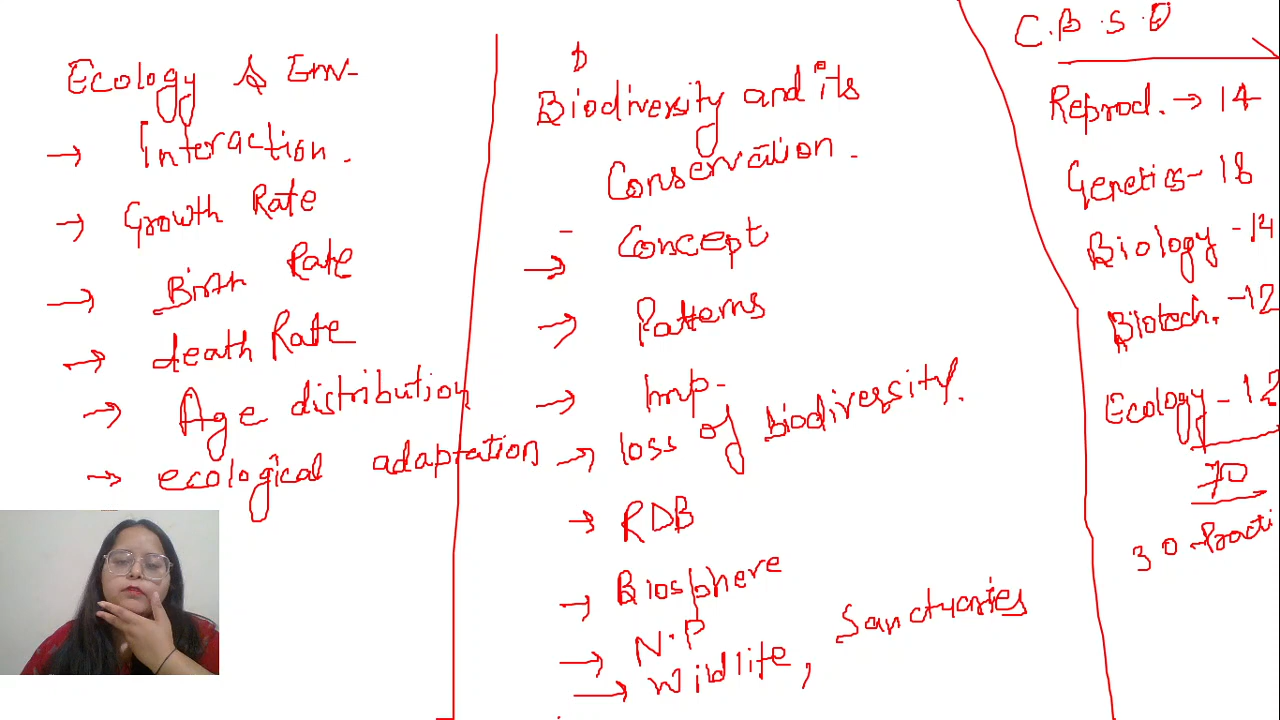 Ecology & Env-
→ Interaction.
→ Growth Rate
→ Birth Rate
→ death Rate
→ Age distribution
→ ecological adaptation
Biodiversity and its
Conservation.
→ Concept
→ Patterns
→ Imp-
→ loss of biodiversity.
→ RDB
→ Biosphere
→ N.P
→ Wildlife, Sanctuaries
C.B.S.E
Reprod. → 14
Genetics- 18
Biology -14
Biotech. -12
Ecology - 12
70
30 -Practi